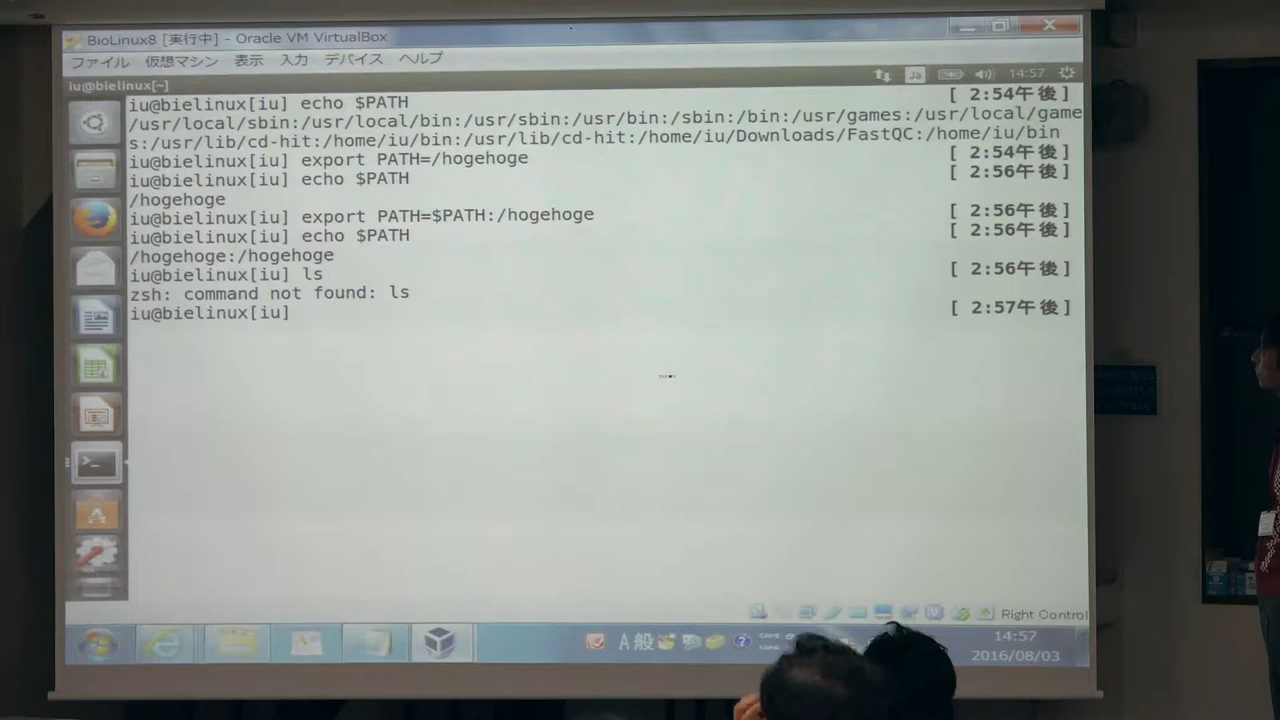 BioLinux8 [実行中] - Oracle VM VirtualBox
ファイル 仮想マシン 表示 入力 デバイス ヘルプ
iu@bielinux[~]
Ja 14:57
iu@bielinux[iu] echo $PATH [ 2:54午後]
/usr/local/sbin:/usr/local/bin:/usr/sbin:/usr/bin:/sbin:/bin:/usr/games:/usr/local/game
s:/usr/lib/cd-hit:/home/iu/bin:/usr/lib/cd-hit:/home/iu/Downloads/FastQC:/home/iu/bin
iu@bielinux[iu] export PATH=/hogehoge [ 2:54午後]
iu@bielinux[iu] echo $PATH [ 2:56午後]
/hogehoge
iu@bielinux[iu] export PATH=$PATH:/hogehoge [ 2:56午後]
iu@bielinux[iu] echo $PATH [ 2:56午後]
/hogehoge:/hogehoge
iu@bielinux[iu] ls [ 2:56午後]
zsh: command not found: ls
iu@bielinux[iu] [ 2:57午後]
Right Control
A般 CAPS
14:57
2016/08/03